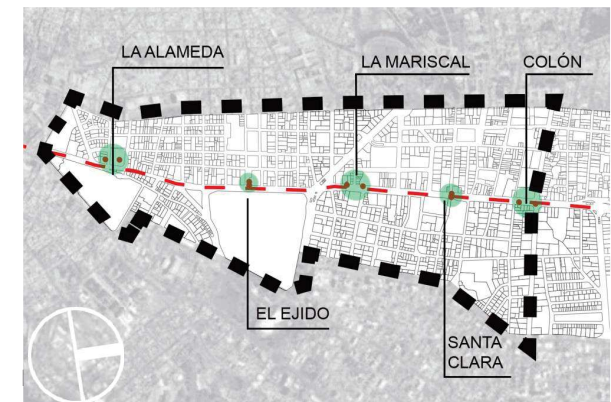 LA ALAMEDA
LA MARISCAL
COLÓN
EL EJIDO
SANTA
CLARA